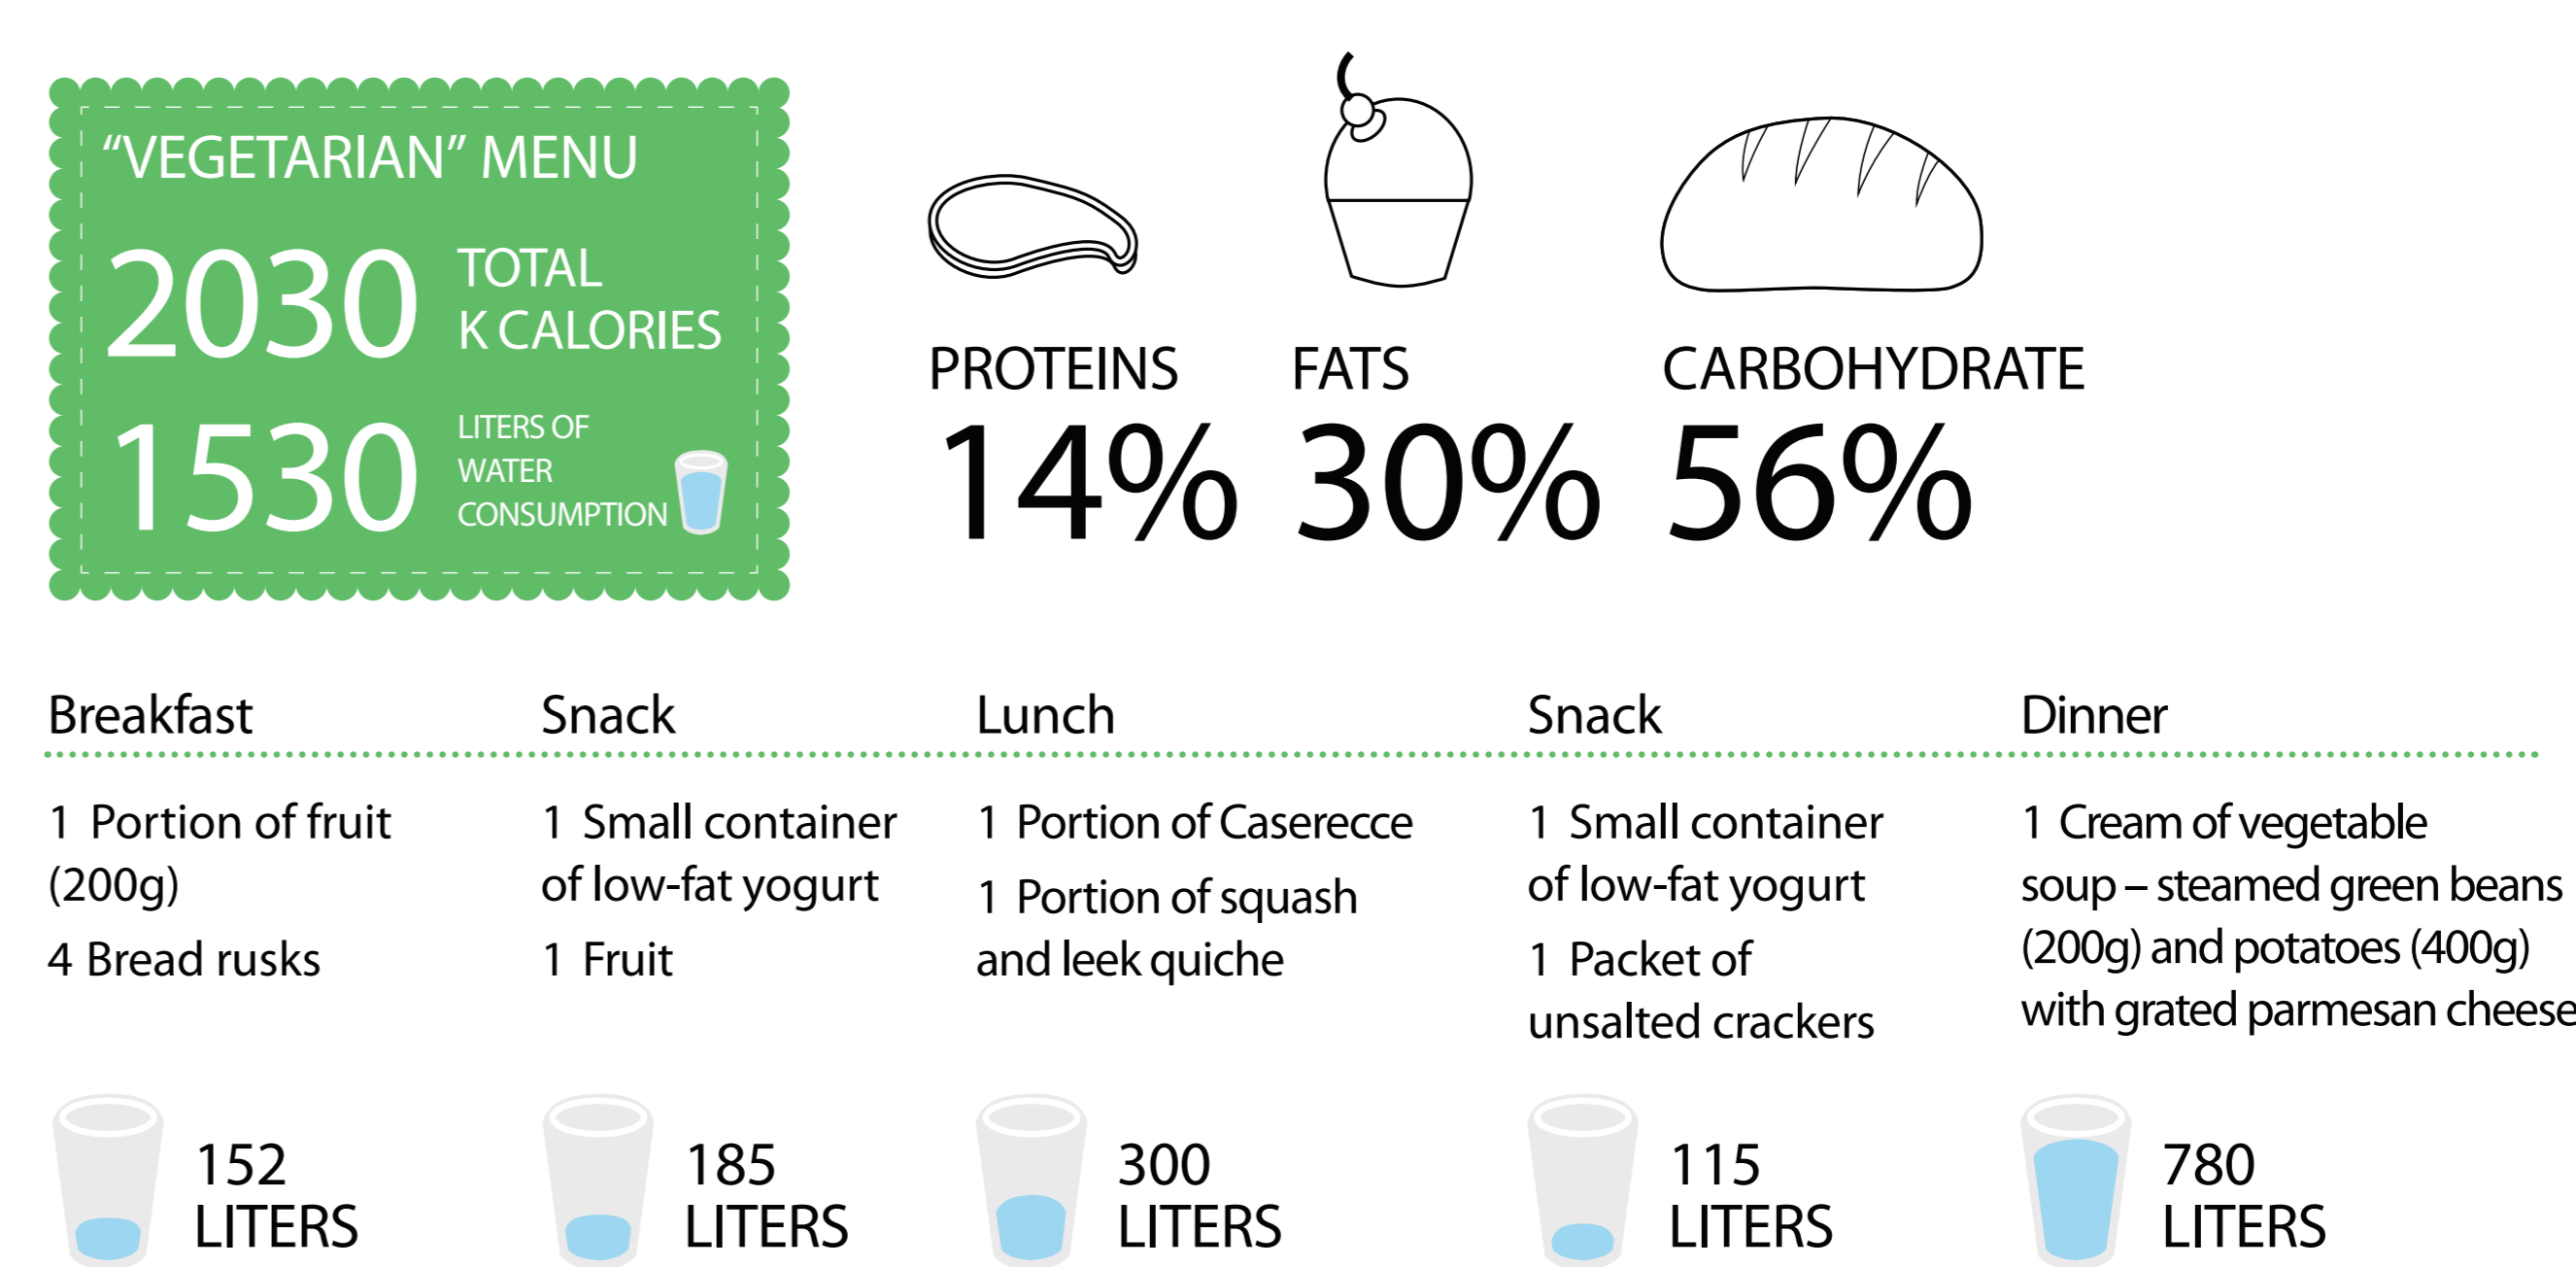 “VEGETARIAN” MENU
2030 TOTAL
K CALORIES
1530 LITERS OF
WATER
CONSUMPTION
PROTEINS
14%
FATS
30%
CARBOHYDRATE
56%
Breakfast
1 Portion of fruit
(200g)
4 Bread rusks
152
LITERS
Snack
1 Small container
of low-fat yogurt
1 Fruit
185
LITERS
Lunch
1 Portion of Caserecce
1 Portion of squash
and leek quiche
300
LITERS
Snack
1 Small container
of low-fat yogurt
1 Packet of
unsalted crackers
115
LITERS
Dinner
1 Cream of vegetable
soup – steamed green beans
(200g) and potatoes (400g)
with grated parmesan cheese
780
LITERS